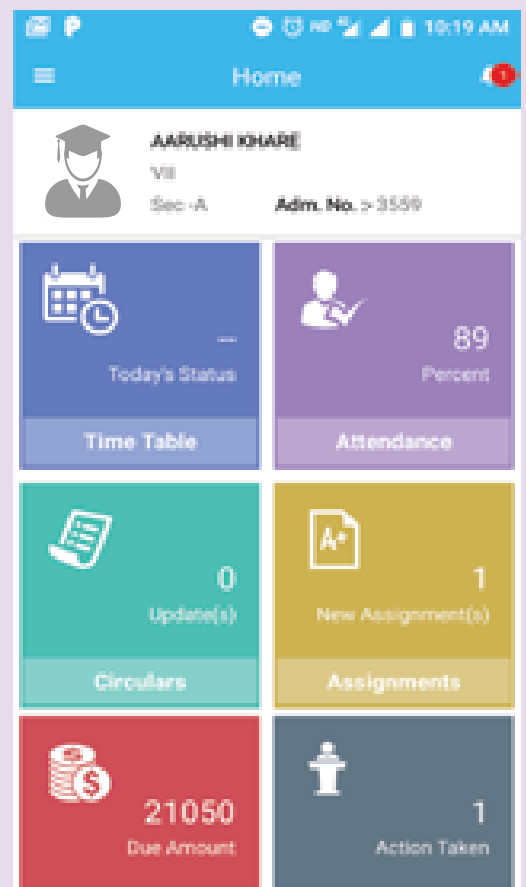 10:19 AM
Home
1
AARUSHI KHARE
VII
Sec -A Adm. No. :- 3559
--
Today's Status
Time Table
89
Percent
Attendance
0
Update(s)
Circulars
A+
1
New Assignment(s)
Assignments
$
21050
Due Amount
1
Action Taken